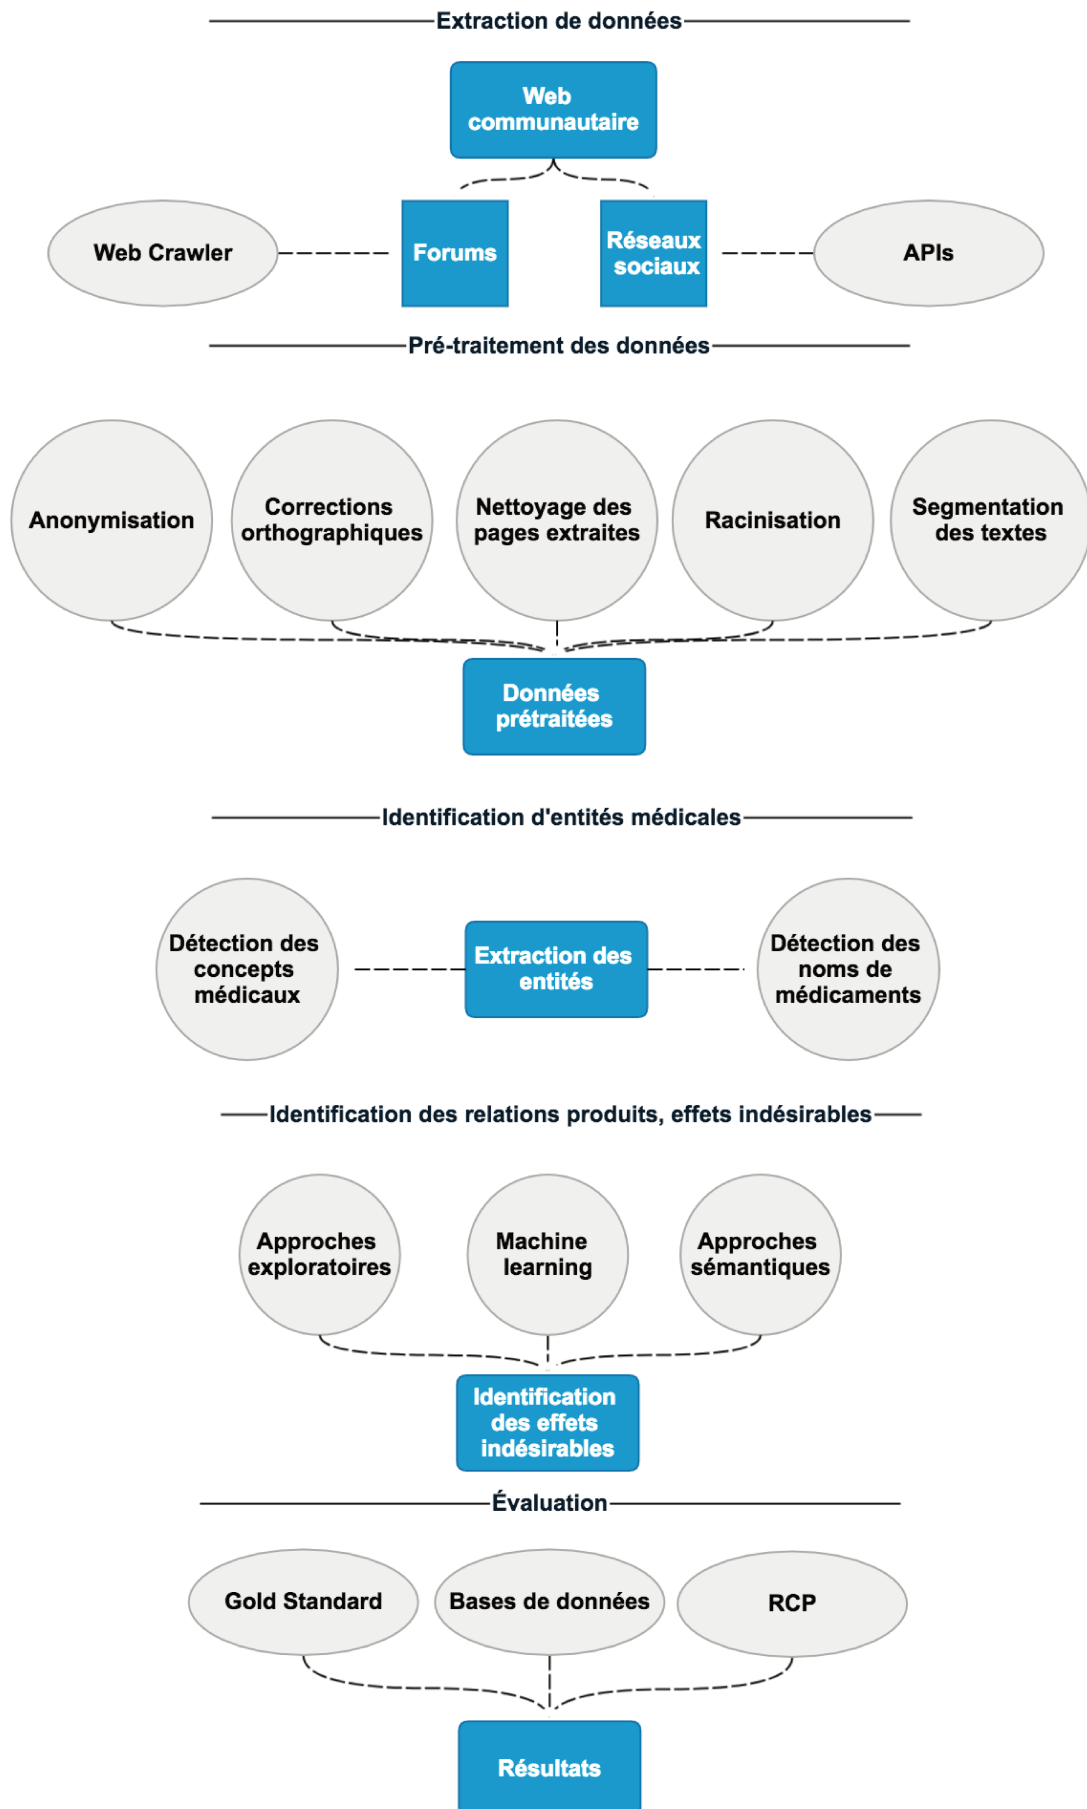 Extraction de données
Web
communautaire
Web Crawler
Forums
Réseaux
sociaux
APIs
Pré-traitement des données
Anonymisation
Corrections
orthographiques
Nettoyage des
pages extraites
Racinisation
Segmentation
des textes
Données
prétraitées
Identification d'entités médicales
Détection des
concepts
médicaux
Extraction des
entités
Détection des
noms de
médicaments
Identification des relations produits, effets indésirables
Approches
exploratoires
Machine
learning
Approches
sémantiques
Identification
des effets
indésirables
Évaluation
Gold Standard
Bases de données
RCP
Résultats